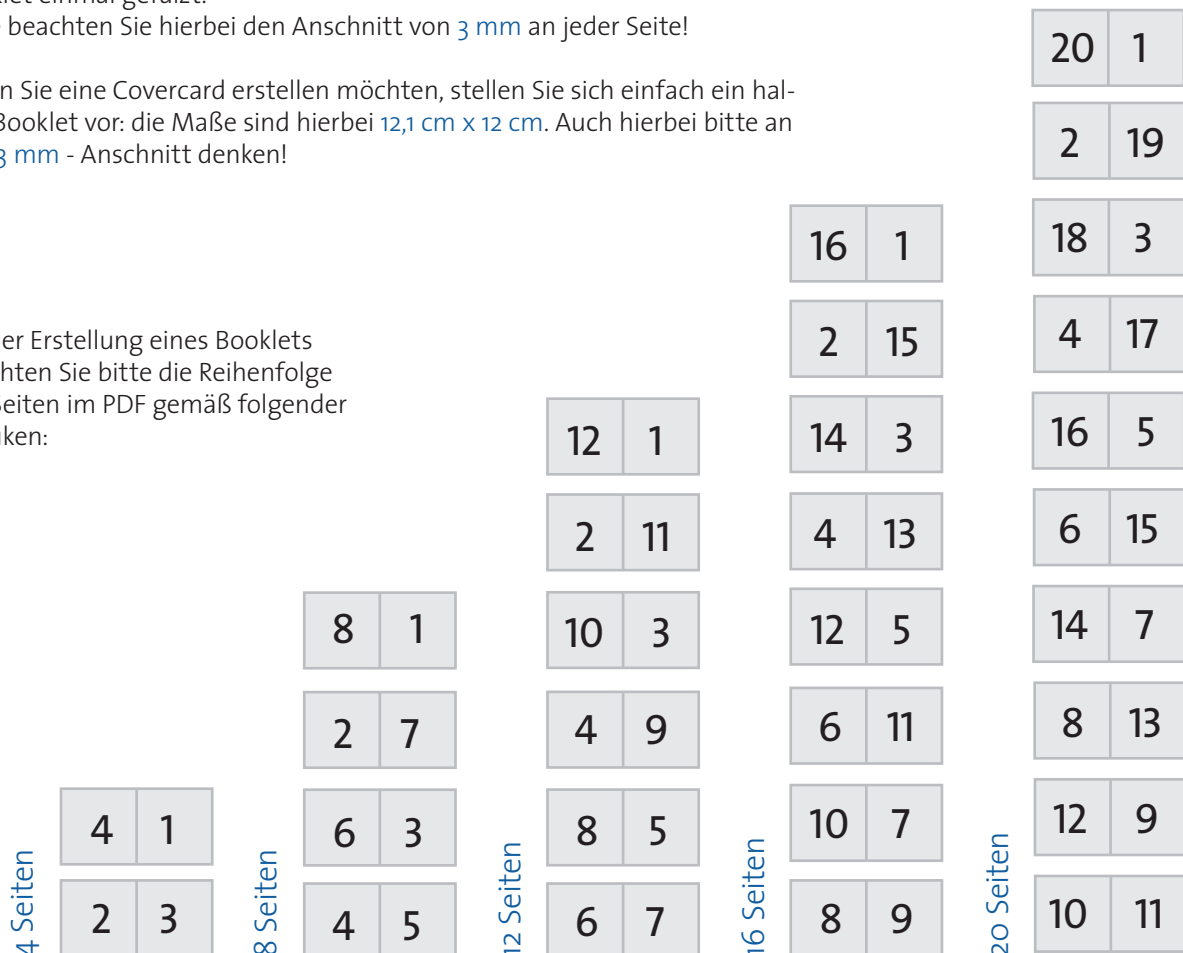 beachten Sie hierbei den Anschnitt von 3 mm an jeder Seite!
Sie eine Covercard erstellen möchten, stellen Sie sich einfach ein hal-
Booklet vor: die Maße sind hierbei 12,1 cm x 12 cm. Auch hierbei bitte an
3 mm - Anschnitt denken!
Erstellung eines Booklets
Sie bitte die Reihenfolge
Seiten im PDF gemäß folgender
4 Seiten
4 1
2 3
8 Seiten
8 1
2 7
6 3
4 5
12 Seiten
12 1
2 11
10 3
4 9
8 5
6 7
16 Seiten
16 1
2 15
14 3
4 13
12 5
6 11
10 7
8 9
20 Seiten
20 1
2 19
18 3
4 17
16 5
6 15
14 7
8 13
12 9
10 11